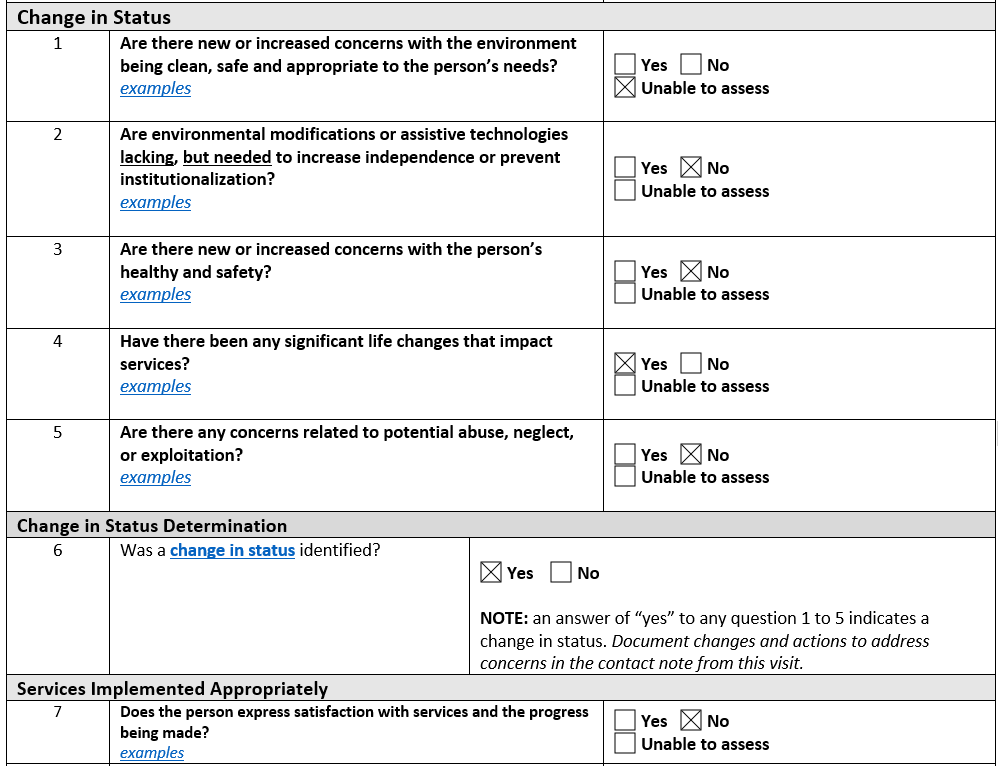 Change in Status
1
Are there new or increased concerns with the environment
being clean, safe and appropriate to the person's needs?
examples
Yes No
Unable to assess
2
Are environmental modifications or assistive technologies
lacking, but needed to increase independence or prevent
institutionalization?
examples
Yes No
Unable to assess
3
Are there new or increased concerns with the person's
healthy and safety?
examples
Yes No
Unable to assess
4
Have there been any significant life changes that impact
services?
examples
Yes No
Unable to assess
5
Are there any concerns related to potential abuse, neglect,
or exploitation?
examples
Yes No
Unable to assess
Change in Status Determination
6
Was a change in status identified?
Yes No
NOTE: an answer of “yes” to any question 1 to 5 indicates a
change in status. Document changes and actions to address
concerns in the contact note from this visit.
Services Implemented Appropriately
7
Does the person express satisfaction with services and the progress
being made?
examples
Yes No
Unable to assess